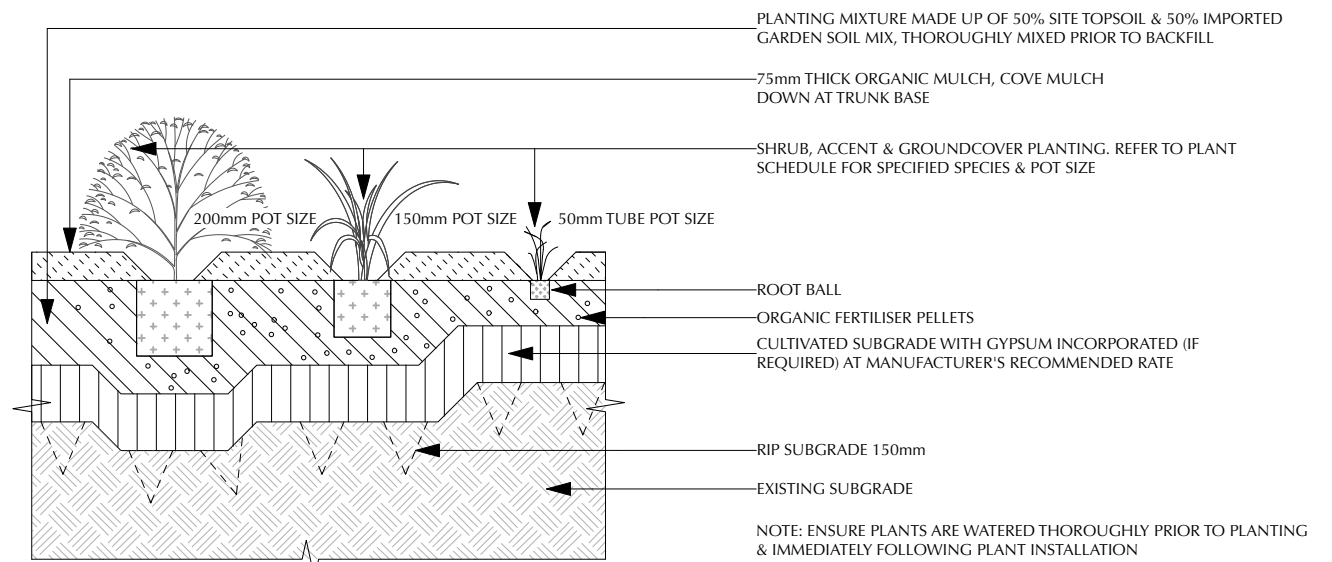 PLANTING MIXTURE MADE UP OF 50% SITE TOPSOIL & 50% IMPORTED
GARDEN SOIL MIX, THOROUGHLY MIXED PRIOR TO BACKFILL
75mm THICK ORGANIC MULCH, COVE MULCH
DOWN AT TRUNK BASE
SHRUB, ACCENT & GROUNDCOVER PLANTING. REFER TO PLANT
SCHEDULE FOR SPECIFIED SPECIES & POT SIZE
200mm POT SIZE
150mm POT SIZE
50mm TUBE POT SIZE
ROOT BALL
ORGANIC FERTILISER PELLETS
CULTIVATED SUBGRADE WITH GYPSUM INCORPORATED (IF
REQUIRED) AT MANUFACTURER'S RECOMMENDED RATE
RIP SUBGRADE 150mm
EXISTING SUBGRADE
NOTE: ENSURE PLANTS ARE WATERED THOROUGHLY PRIOR TO PLANTING
& IMMEDIATELY FOLLOWING PLANT INSTALLATION